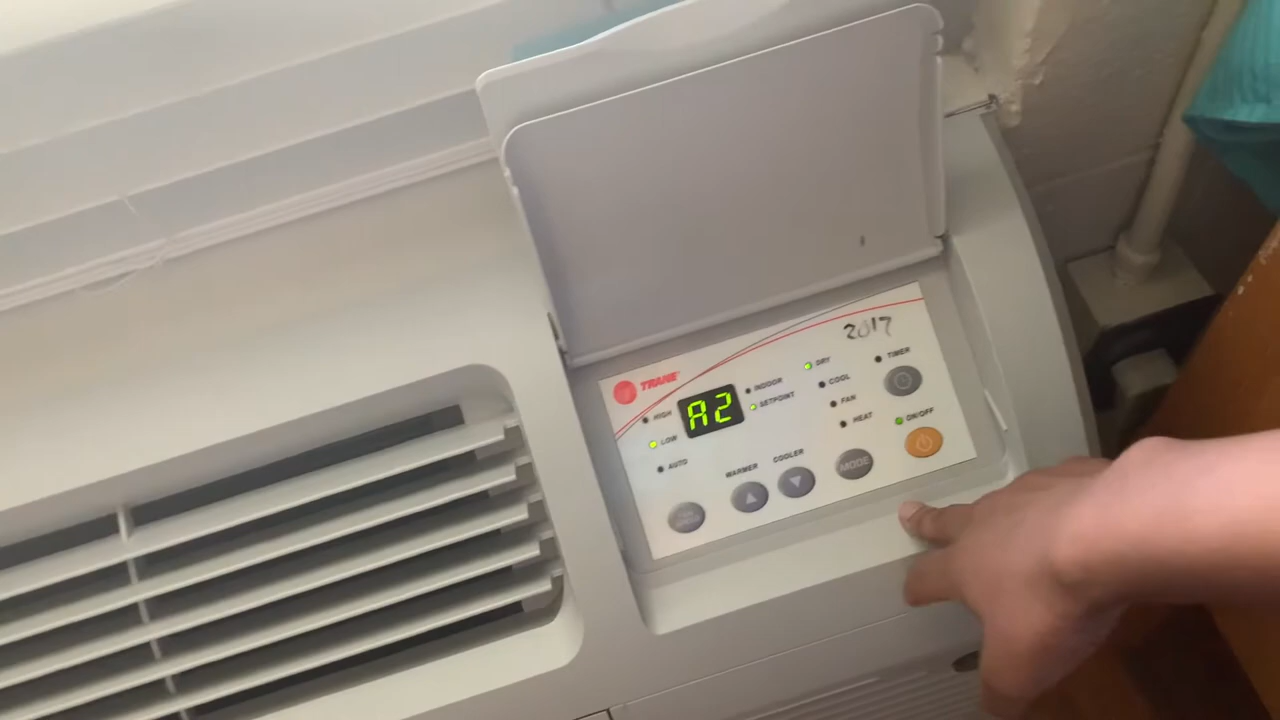 2017
TRANE
A2
HIGH
LOW
AUTO
INDOOR
SETPOINT
DRY
COOL
FAN
HEAT
TIMER
ON/OFF
WARMER
COOLER
MODE